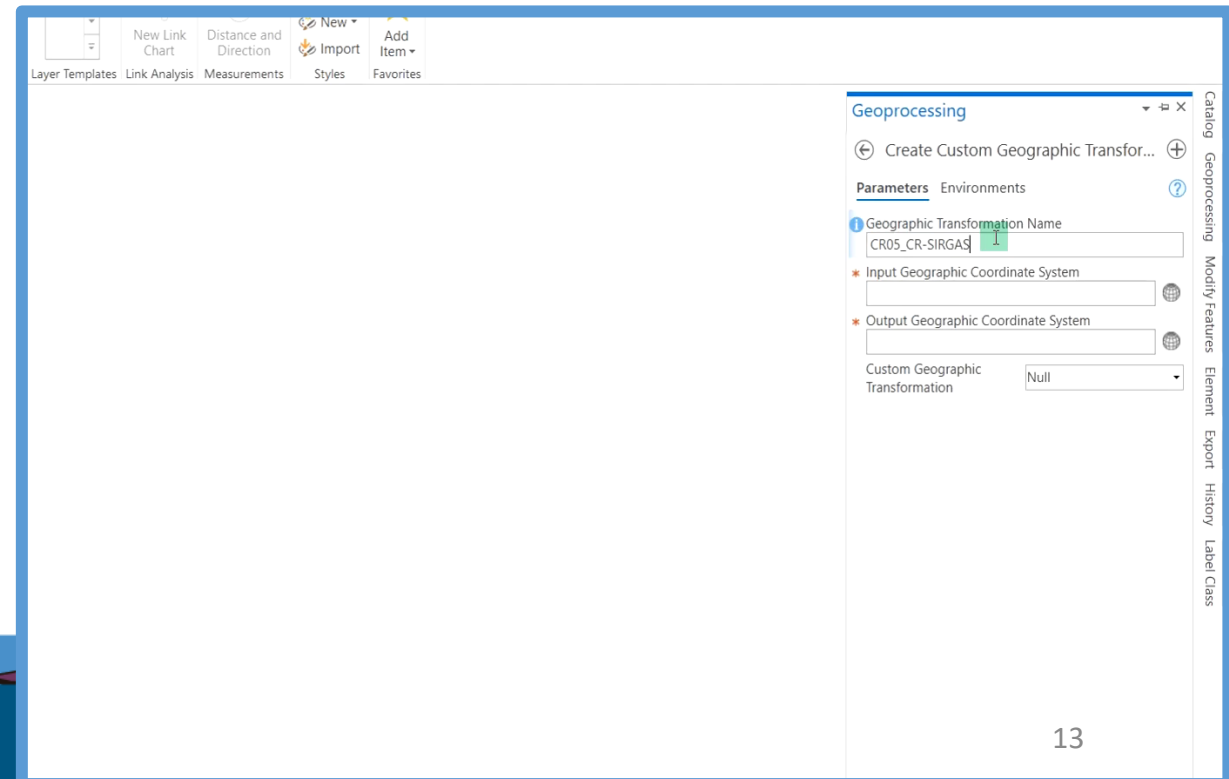 New
New Link
Chart
Distance and
Direction
Import
Add
Item
Layer Templates Link Analysis Measurements Styles Favorites
Geoprocessing
Create Custom Geographic Transfor...
Parameters Environments
Geographic Transformation Name
CR05_CR-SIRGAS
* Input Geographic Coordinate System
* Output Geographic Coordinate System
Custom Geographic
Transformation
Null
Catalog
Geoprocessing
Modify Features
Element
Export
History
Label Class
13